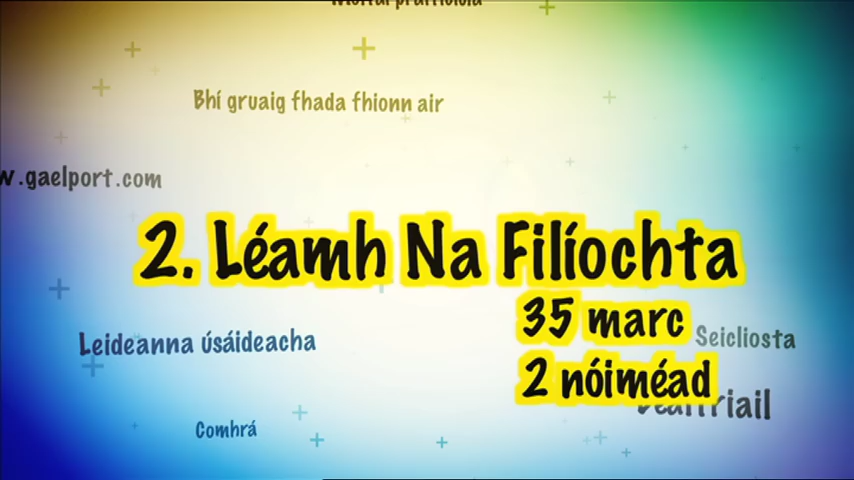 Bhí gruaig fhada fhionn air
w.gaelport.com
2. Léamh Na Filíochta
35 marc
2 nóiméad
Leideanna úsáideacha
Seicliosta
Comhrá